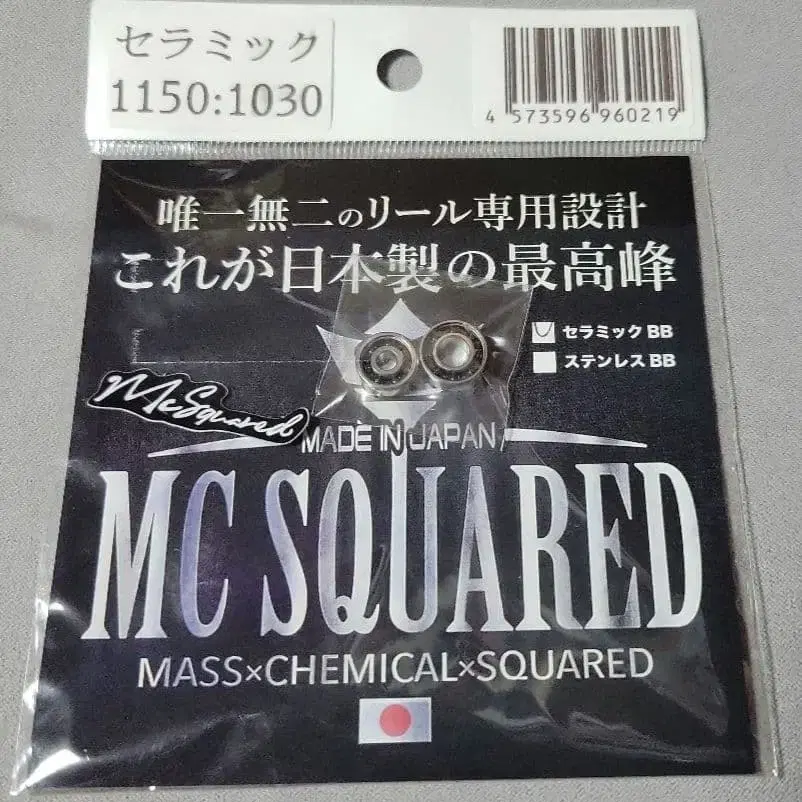 セラミック
1150:1030
4 573596 960219
唯一無二のリール専用設計
これが日本製の最高峰
セラミックBB
ステンレスBB
McSquared
MADE IN JAPAN
MC SQUARED
MASS×CHEMICAL×SQUARED